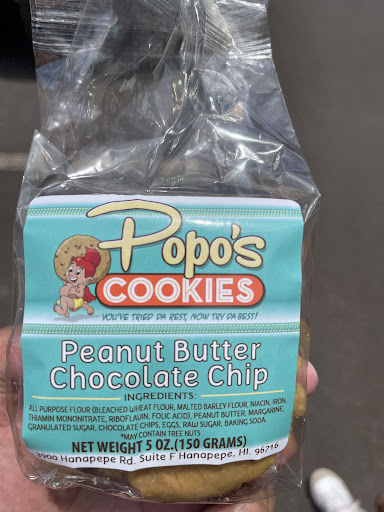 Popo's
COOKIES
YOU'VE TRIED DA REST, NOW TRY DA BEST!
Peanut Butter
Chocolate Chip
INGREDIENTS:
ALL PURPOSE FLOUR (BLEACHED WHEAT FLOUR, MALTED BARLEY FLOUR, NIACIN, IRON,
THIAMIN MONONITRATE, RIBOFLAVIN, FOLIC ACID), PEANUT BUTTER, MARGARINE,
GRANULATED SUGAR, CHOCOLATE CHIPS, EGGS, RAW SUGAR, BAKING SODA.
*MAY CONTAIN TREE NUTS
NET WEIGHT 5 OZ.(150 GRAMS)
3900 Hanapepe Rd. Suite F Hanapepe, HI. 96716